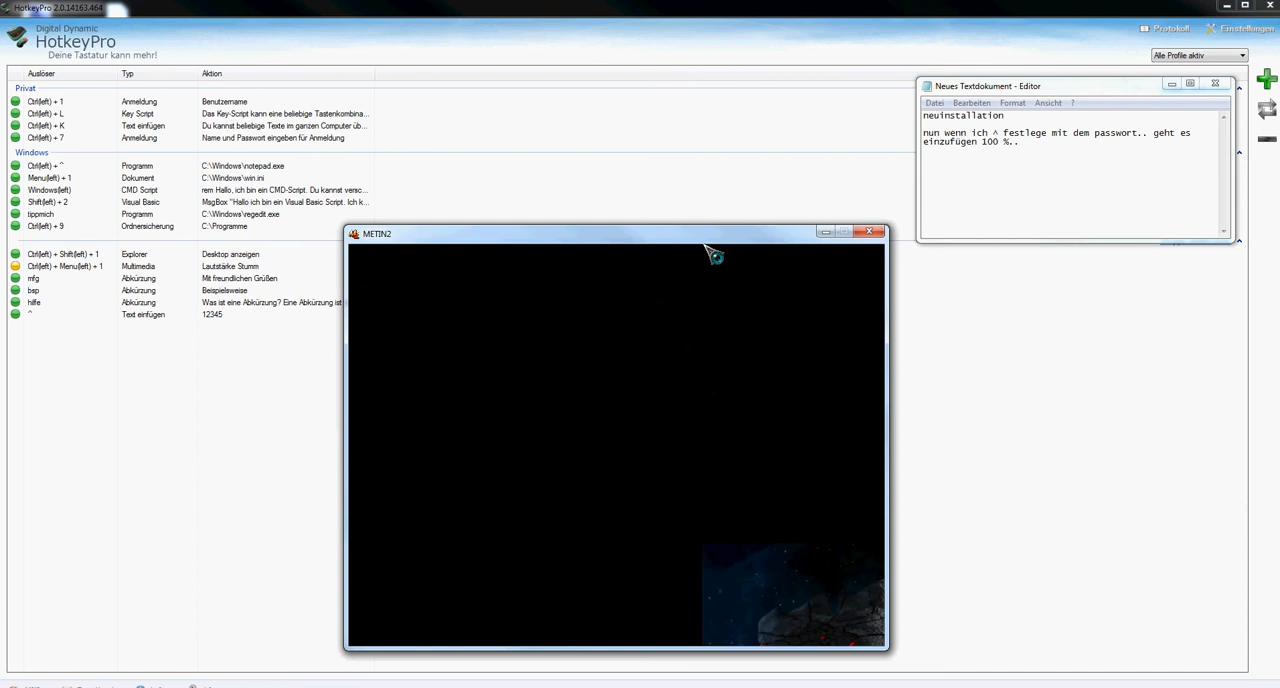 HotkeyPro 2.0.14163.464
Digital Dynamic
HotkeyPro
Deine Tastatur kann mehr!
Protokoll
Einstellungen
Alle Profile aktiv
Auslöser Typ Aktion
Privat
Ctrl(left) + 1 Anmeldung Benutzername
Ctrl(left) + L Key Script Das Key-Script kann eine beliebige Tastenkombina...
Ctrl(left) + K Text einfügen Du kannst beliebige Texte im ganzen Computer üb...
Ctrl(left) + 7 Anmeldung Name und Passwort eingeben für Anmeldung
Windows
Ctrl(left) + ^ Programm C:\Windows\notepad.exe
Menu(left) + 1 Dokument C:\Windows\win.ini
Windows(left) CMD Script rem Hallo, ich bin ein CMD-Script. Du kannst versc...
Shift(left) + 2 Visual Basic MsgBox "Hallo ich bin ein Visual Basic Script. Ich k...
tippmich Programm C:\Windows\regedit.exe
Ctrl(left) + 9 Ordnersicherung C:\Programme
Ctrl(left) + Shift(left) + 1 Explorer Desktop anzeigen
Ctrl(left) + Menu(left) + 1 Multimedia Lautstärke Stumm
mfg Abkürzung Mit freundlichen Grüßen
bsp Abkürzung Beispielsweise
hilfe Abkürzung Was ist eine Abkürzung? Eine Abkürzung ist
^ Text einfügen 12345
Neues Textdokument - Editor
Datei Bearbeiten Format Ansicht ?
neuinstallation
nun wenn ich ^ festlege mit dem passwort.. geht es
einzufügen 100 %..
METIN2